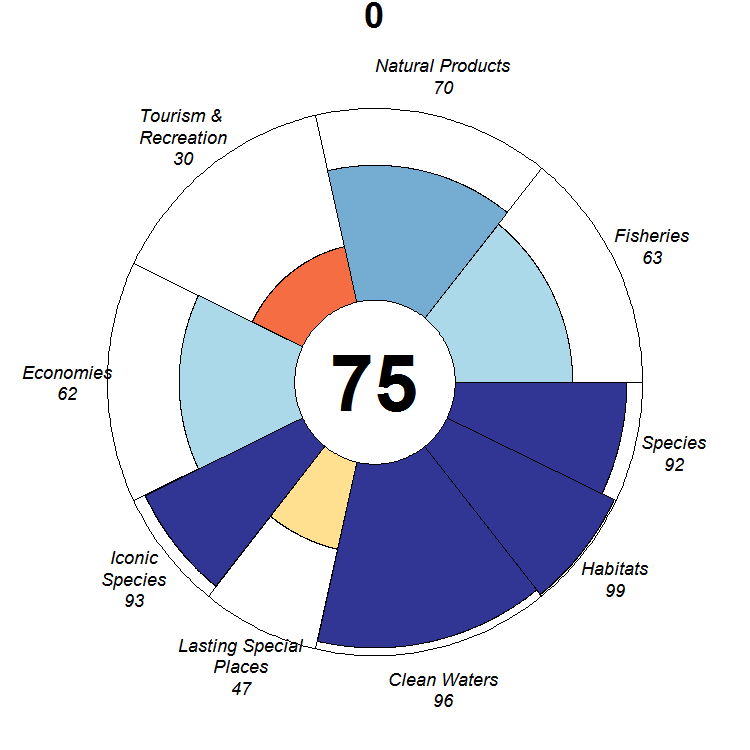 0
Natural Products
70
Tourism &
Recreation
30
Fisheries
63
Economies
62
75
Species
92
Iconic
Species
93
Habitats
99
Lasting Special
Places
47
Clean Waters
96